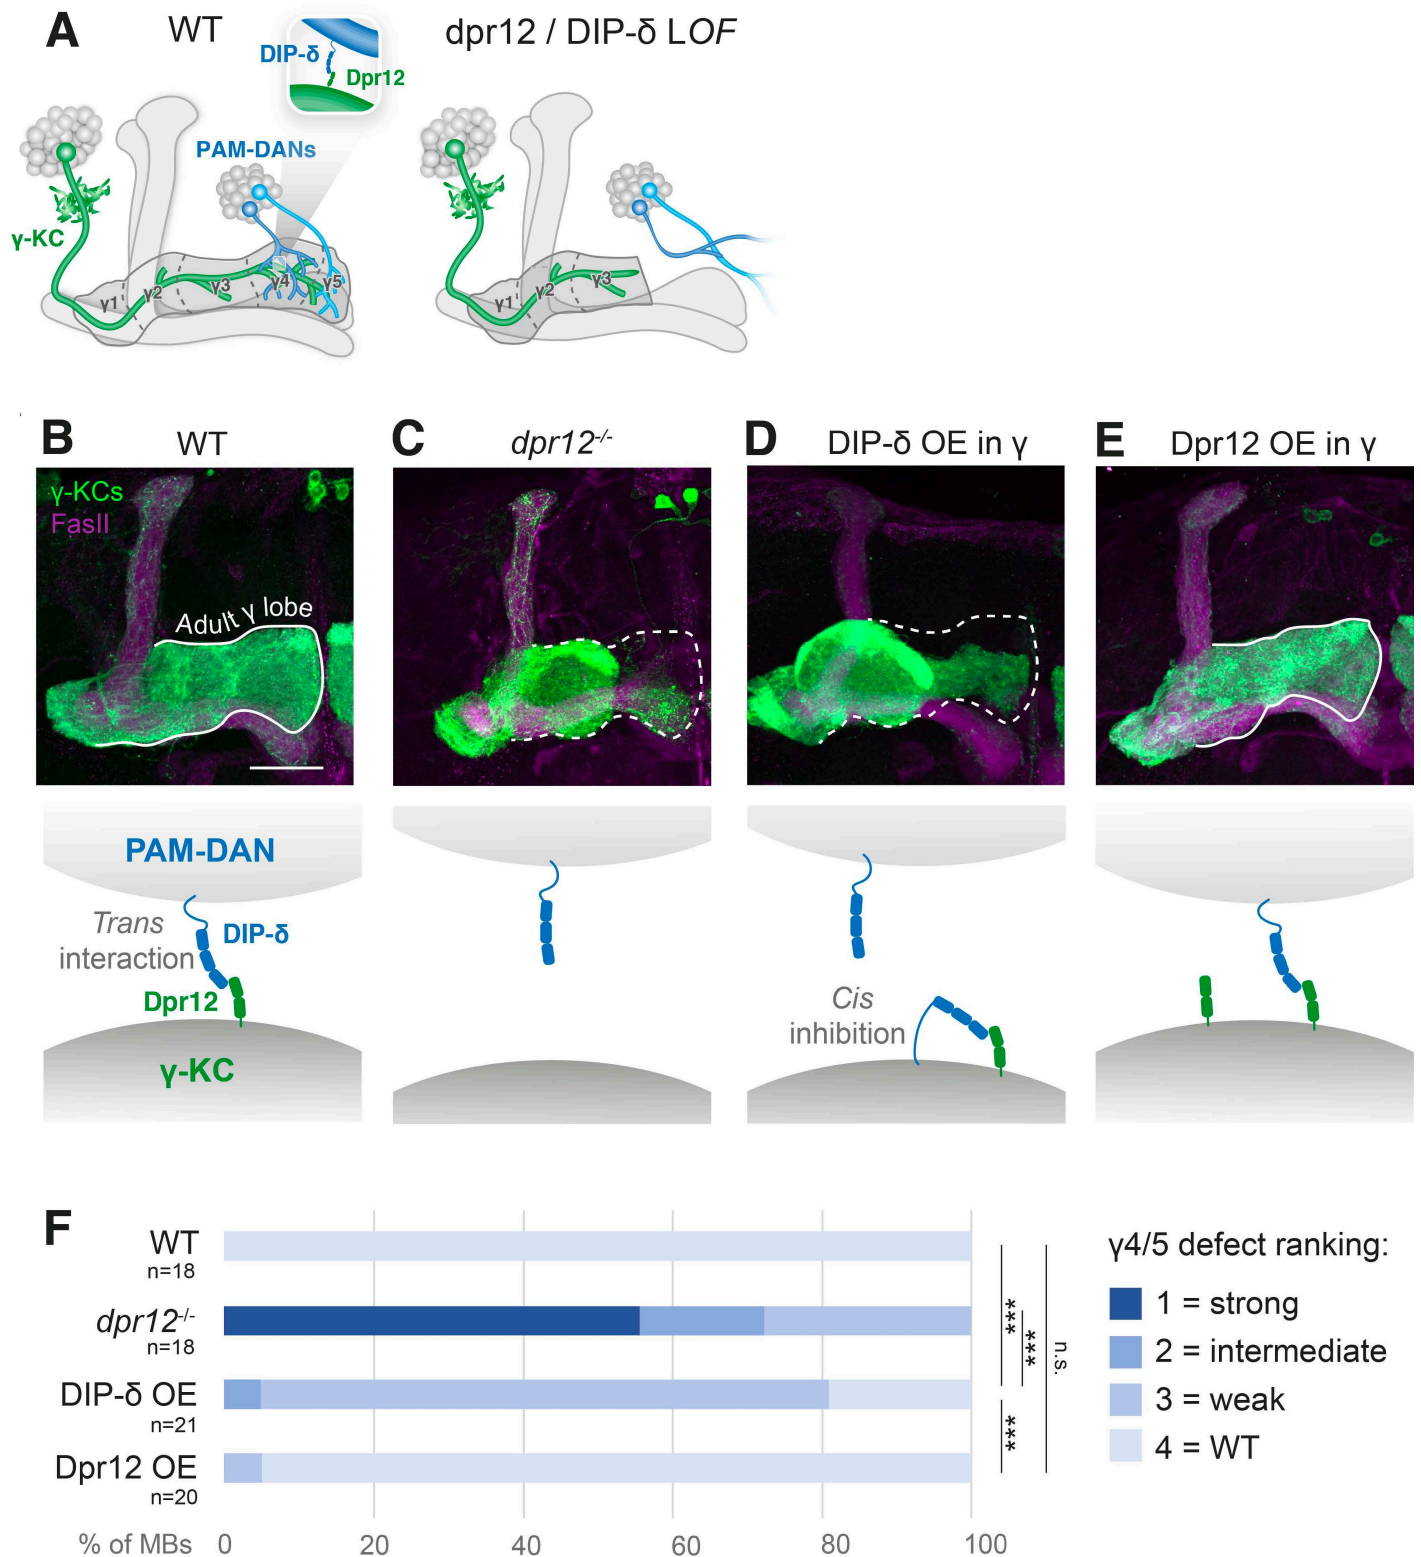 A
WT
dpr12 / DIP-δ LOF
DIP-δ
Dpr12
PAM-DANs
γ-KC
γ1
γ2
γ3
γ4
γ5
γ1
γ2
γ3
B
WT
γ-KCs
FasII
Adult γ lobe
C
dpr12-/-
D
DIP-δ OE in γ
E
Dpr12 OE in γ
PAM-DAN
Trans
interaction
DIP-δ
Dpr12
γ-KC
Cis
inhibition
F
WT
n=18
dpr12-/-
n=18
DIP-δ OE
n=21
Dpr12 OE
n=20
% of MBs
0
20
40
60
80
100
***
***
***
n.s.
γ4/5 defect ranking:
1 = strong
2 = intermediate
3 = weak
4 = WT